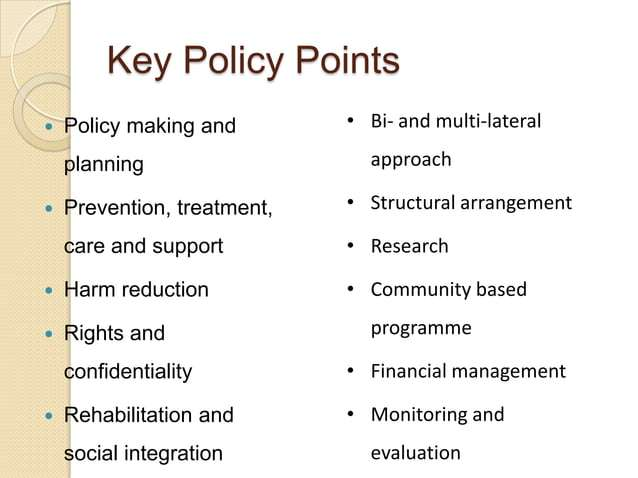 Key Policy Points
• Policy making and
planning
• Prevention, treatment,
care and support
• Harm reduction
• Rights and
confidentiality
• Rehabilitation and
social integration
• Bi- and multi-lateral
approach
• Structural arrangement
• Research
• Community based
programme
• Financial management
• Monitoring and
evaluation